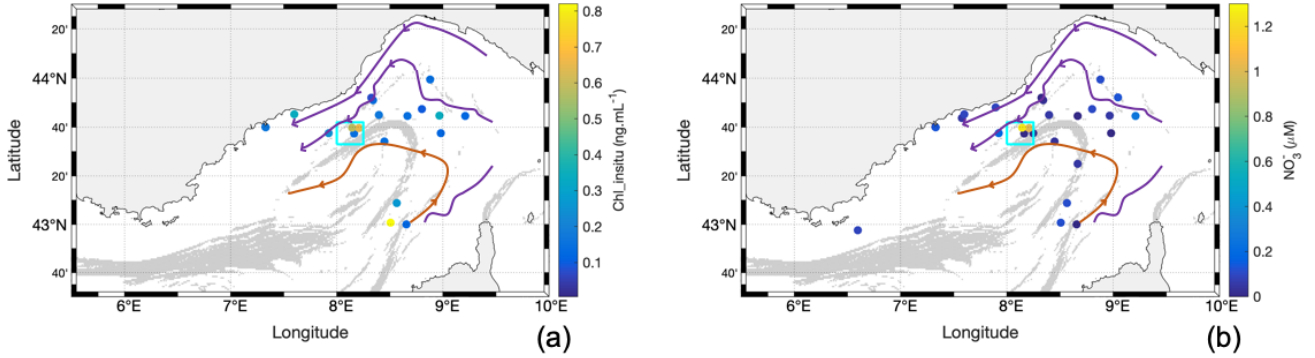 20'
44°N
40'
20'
43°N
40'
6°E
7°E
8°E
9°E
10°E
Latitude
Longitude
0.8
0.7
0.6
0.5
0.4
0.3
0.2
0.1
Chl_insitu (ng.mL⁻¹)
(a)
20'
44°N
40'
20'
43°N
40'
6°E
7°E
8°E
9°E
10°E
Latitude
Longitude
1.2
1
0.8
0.6
0.4
0.2
0
NO₃⁻ (μM)
(b)